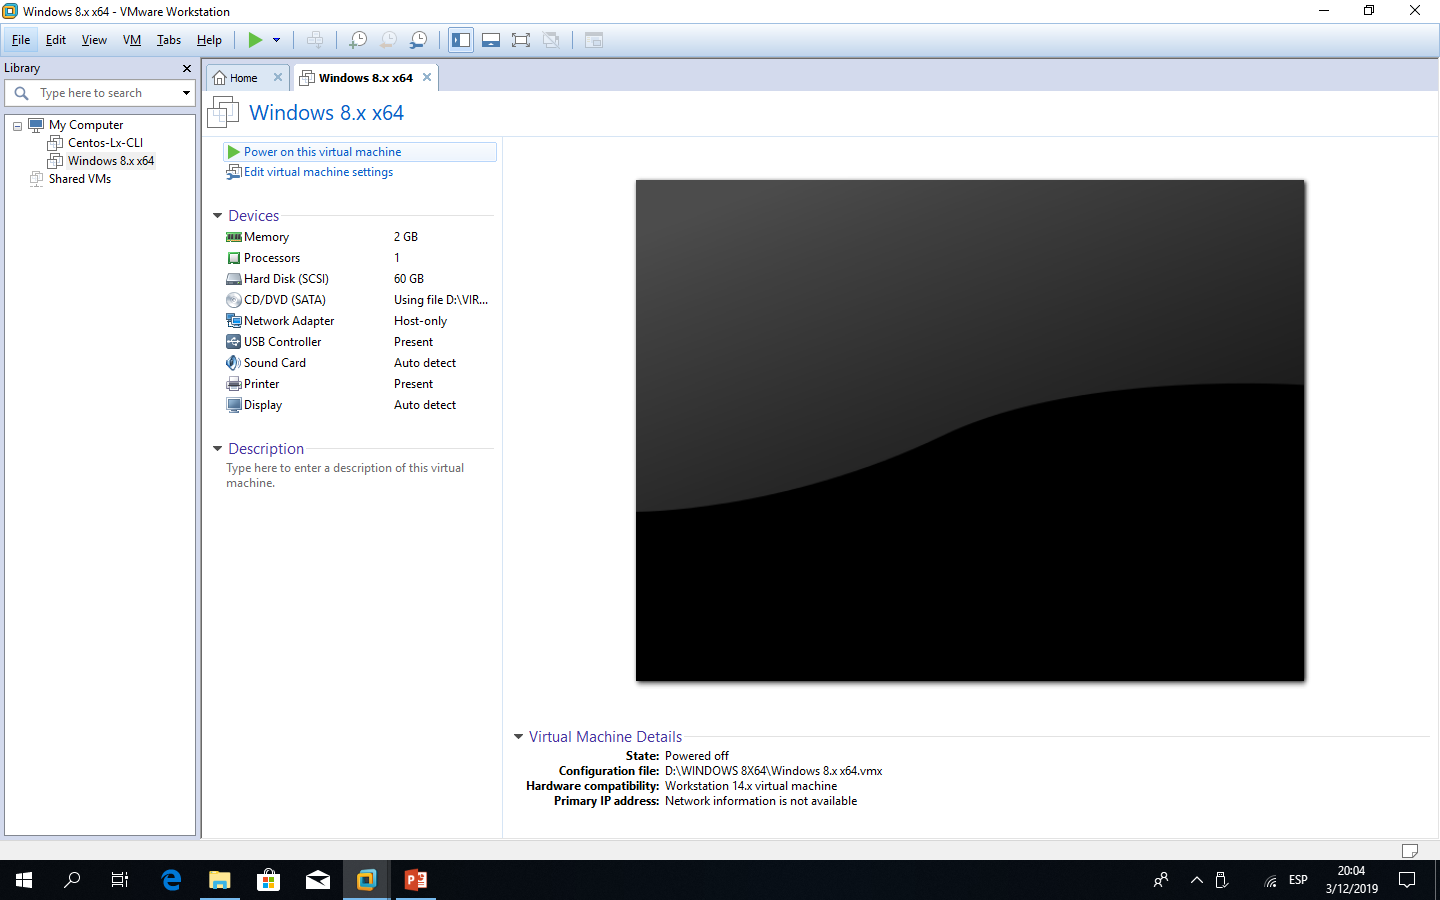 Windows 8.x x64 - VMware Workstation
File Edit View VM Tabs Help
Library
Type here to search
My Computer
Centos-Lx-CLI
Windows 8.x x64
Shared VMs
Home
Windows 8.x x64
Windows 8.x x64
Power on this virtual machine
Edit virtual machine settings
Devices
Memory 2 GB
Processors 1
Hard Disk (SCSI) 60 GB
CD/DVD (SATA) Using file D:\VIR...
Network Adapter Host-only
USB Controller Present
Sound Card Auto detect
Printer Present
Display Auto detect
Description
Type here to enter a description of this virtual
machine.
Virtual Machine Details
State: Powered off
Configuration file: D:\WINDOWS 8X64\Windows 8.x x64.vmx
Hardware compatibility: Workstation 14.x virtual machine
Primary IP address: Network information is not available
ESP
20:04
3/12/2019